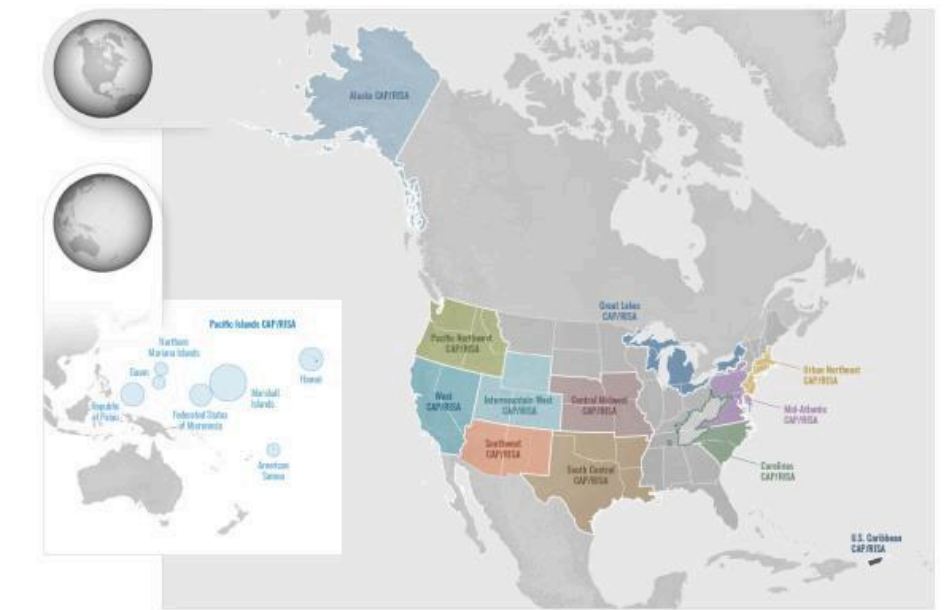 Alaska CAP/RISA
Great Lakes
CAP/RISA
Pacific Islands CAP/RISA
Northern
Mariana Islands
Guam
Republic
of Palau
Federated States
of Micronesia
Marshall
Islands
Hawaii
American
Samoa
Pacific Northwest
CAP/RISA
West
CAP/RISA
Intermountain West
CAP/RISA
Central Midwest
CAP/RISA
Southwest
CAP/RISA
South Central
CAP/RISA
Urban Northeast
CAP/RISA
Mid-Atlantic
CAP/RISA
Carolinas
CAP/RISA
U.S. Caribbean
CAP/RISA